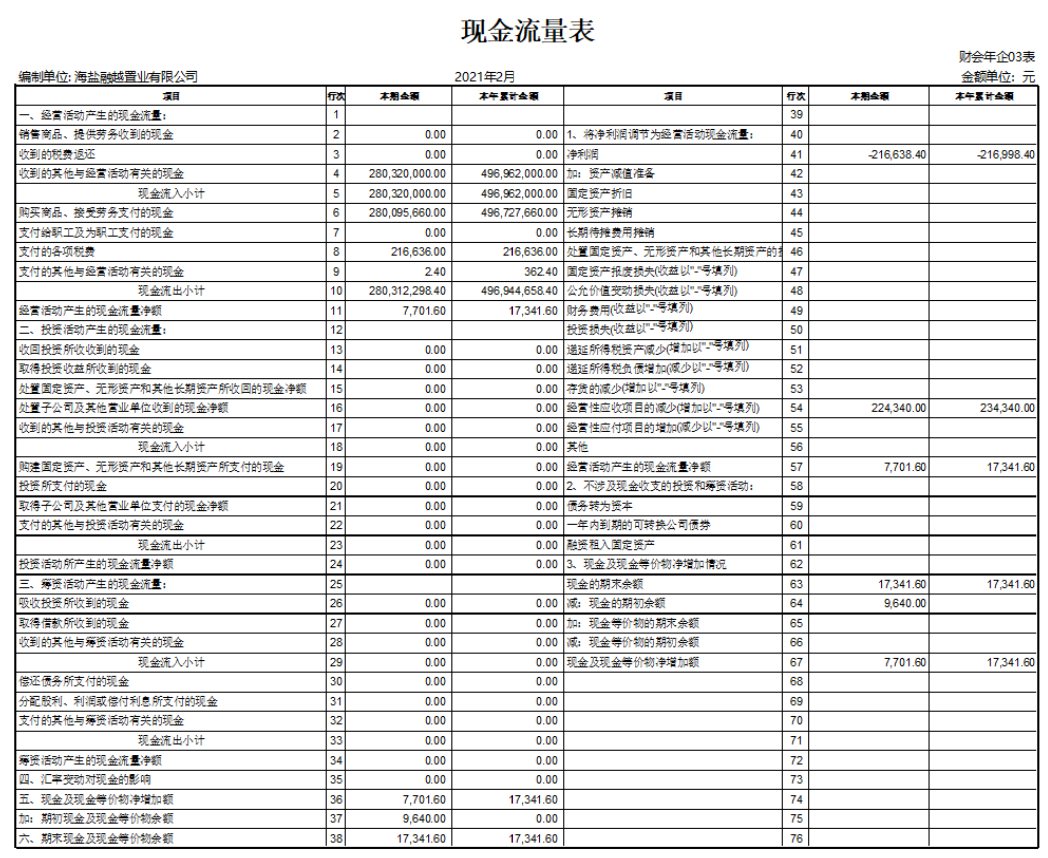 现金流量表
财会年企03表
编制单位: 海盐融越置业有限公司 2021年2月 金额单位: 元
项目 行次 本期金额 本年累计金额 项目 行次 本期金额 本年累计金额
一、经营活动产生的现金流量: 1 39
销售商品、提供劳务收到的现金 2 0.00 0.00 1、将净利润调节为经营活动现金流量: 40
收到的税费返还 3 0.00 0.00 净利润 41 -216,638.40 -216,998.40
收到的其他与经营活动有关的现金 4 280,320,000.00 496,962,000.00 加: 资产减值准备 42
现金流入小计 5 280,320,000.00 496,962,000.00 固定资产折旧 43
购买商品、接受劳务支付的现金 6 280,095,660.00 496,727,660.00 无形资产摊销 44
支付给职工及为职工支付的现金 7 0.00 0.00 长期待摊费用摊销 45
支付的各项税费 8 216,636.00 216,636.00 处置固定资产、无形资产和其他长期资产的 46
支付的其他与经营活动有关的现金 9 2.40 362.40 固定资产报废损失(收益以"-"号填列) 47
现金流出小计 10 280,312,298.40 496,944,658.40 公允价值变动损失(收益以"-"号填列) 48
经营活动产生的现金流量净额 11 7,701.60 17,341.60 财务费用(收益以"-"号填列) 49
二、投资活动产生的现金流量: 12 投资损失(收益以"-"号填列) 50
收回投资所收收到的现金 13 0.00 0.00 递延所得税资产减少(增加以"-"号填列) 51
取得投资收益所收到的现金 14 0.00 0.00 递延所得税负债增加(减少以"-"号填列) 52
处置固定资产、无形资产和其他长期资产所收回的现金净额 15 0.00 0.00 存货的减少(增加以"-"号填列) 53
处置子公司及其他营业单位收到的现金净额 16 0.00 0.00 经营性应收项目的减少(增加以"-"号填列) 54 224,340.00 234,340.00
收到的其他与投资活动有关的现金 17 0.00 0.00 经营性应付项目的增加(减少以"-"号填列) 55
现金流入小计 18 0.00 0.00 其他 56
购建固定资产、无形资产和其他长期资产所支付的现金 19 0.00 0.00 经营活动产生的现金流量净额 57 7,701.60 17,341.60
投资所支付的现金 20 0.00 0.00 2、不涉及现金收支的投资和筹资活动: 58
取得子公司及其他营业单位支付的现金净额 21 0.00 0.00 债务转为资本 59
支付的其他与投资活动有关的现金 22 0.00 0.00 一年内到期的可转换公司债券 60
现金流出小计 23 0.00 0.00 融资租入固定资产 61
投资活动所产生的现金流量净额 24 0.00 0.00 3、现金及现金等价物净增加情况 62
三、筹资活动产生的现金流量: 25 现金的期末余额 63 17,341.60 17,341.60
吸收投资所收到的现金 26 0.00 0.00 减: 现金的期初余额 64 9,640.00
取得借款所收到的现金 27 0.00 0.00 加: 现金等价物的期末余额 65
收到的其他与筹资活动有关的现金 28 0.00 0.00 减: 现金等价物的期初余额 66
现金流入小计 29 0.00 0.00 现金及现金等价物净增加额 67 7,701.60 17,341.60
偿还债务所支付的现金 30 0.00 0.00 68
分配股利、利润或偿付利息所支付的现金 31 0.00 0.00 69
支付的其他与筹资活动有关的现金 32 0.00 0.00 70
现金流出小计 33 0.00 0.00 71
筹资活动产生的现金流量净额 34 0.00 0.00 72
四、汇率变动对现金的影响 35 0.00 0.00 73
五、现金及现金等价物净增加额 36 7,701.60 17,341.60 74
加: 期初现金及现金等价物余额 37 9,640.00 0.00 75
六、期末现金及现金等价物余额 38 17,341.60 17,341.60 76